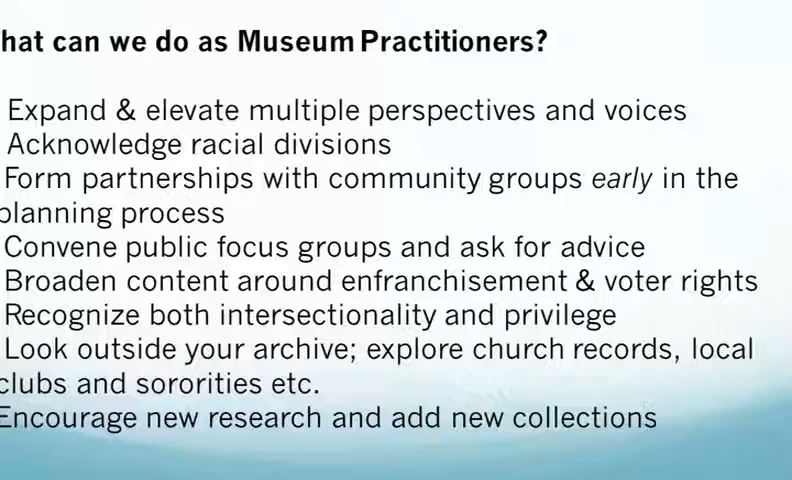 hat can we do as Museum Practitioners?
Expand & elevate multiple perspectives and voices
Acknowledge racial divisions
Form partnerships with community groups early in the
planning process
Convene public focus groups and ask for advice
Broaden content around enfranchisement & voter rights
Recognize both intersectionality and privilege
Look outside your archive; explore church records, local
clubs and sororities etc.
Encourage new research and add new collections